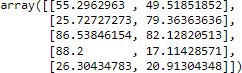 array([[55.2962963 , 49.51851852],
[25.72727273, 79.36363636],
[86.53846154, 82.12820513],
[88.2 , 17.11428571],
[26.30434783, 20.91304348]])